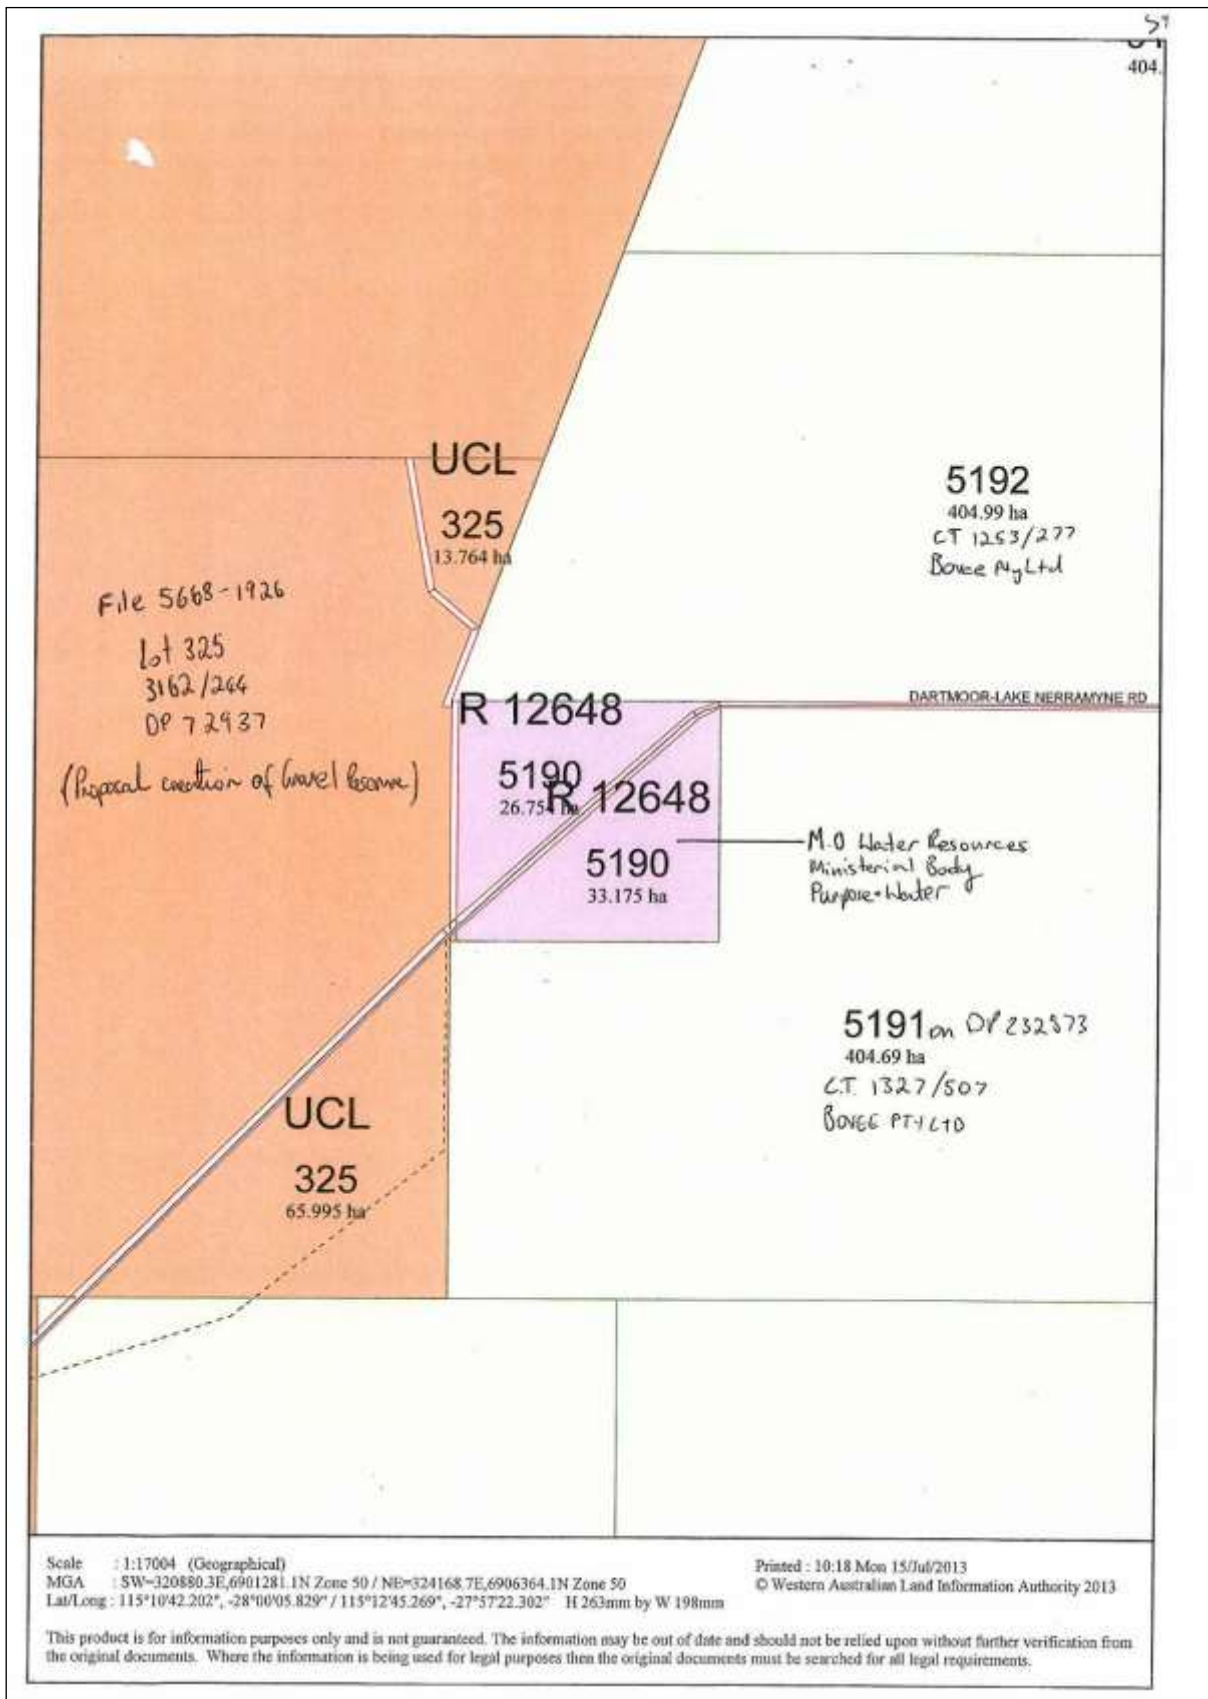 57
404.
UCL
325
13.764 ha
5192
404.99 ha
CT 1263/277
Bovee Pty Ltd
File 5668-1926
Lot 325
3162/266
DP 72937
(Proposal creation of Gravel Reserve)
DARTMOOR-LAKE NERRAMYNE RD
R 12648
5190
26.754 ha
R 12648
5190
33.175 ha
M.O Water Resources
Ministerial Body
Purpose-Water
5191 on DP 232573
404.69 ha
C.T. 1327/507
BOVEE PTY LTD
UCL
325
65.995 ha
Scale : 1:17004 (Geographical)
MGA : SW=320880.3E,6901281.1N Zone 50 / NE=324168.7E,6906364.1N Zone 50
Lat/Long : 115°10'42.202", -28°00'05.829" / 115°12'45.269", -27°57'22.302" H 263mm by W 198mm
Printed : 10:18 Mon 15/Jul/2013
© Western Australian Land Information Authority 2013
This product is for information purposes only and is not guaranteed. The information may be out of date and should not be relied upon without further verification from
the original documents. Where the information is being used for legal purposes then the original documents must be searched for all legal requirements.